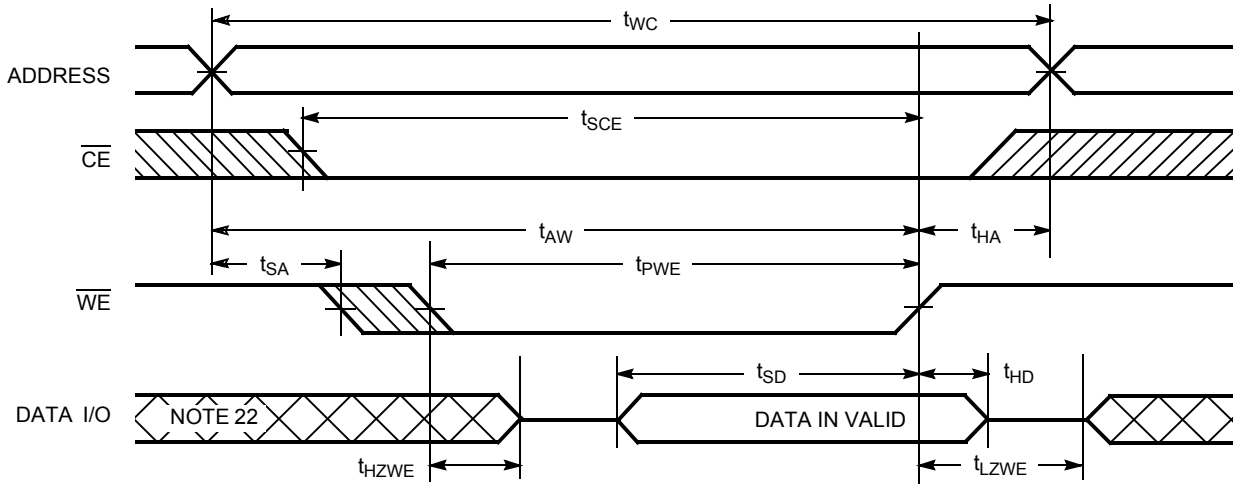 tWC
ADDRESS
tSCE
CE
tAW
tHA
tSA
tPWE
WE
tSD
tHD
DATA I/O
NOTE 22
DATA IN VALID
tHZWE
tLZWE